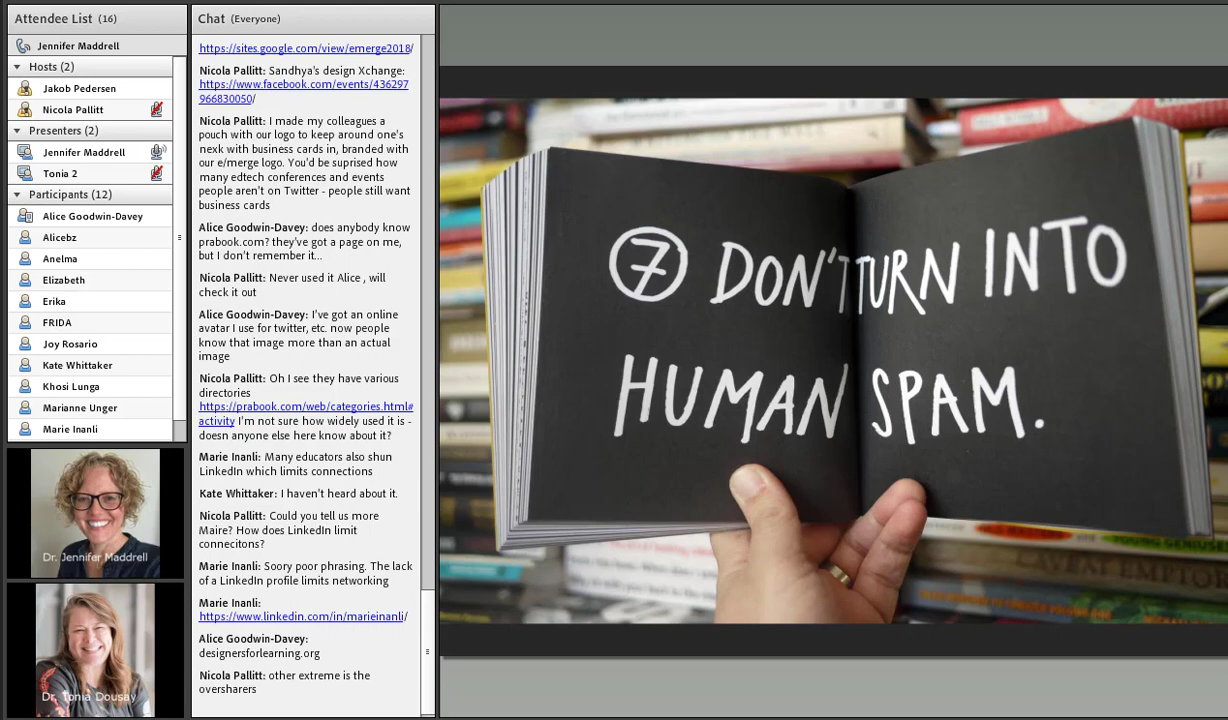 Attendee List (16)
Jennifer Maddrell
Hosts (2)
Jakob Pedersen
Nicola Pallitt
Presenters (2)
Jennifer Maddrell
Tonia 2
Participants (12)
Alice Goodwin-Davey
Alicebz
Anelma
Elizabeth
Erika
FRIDA
Joy Rosario
Kate Whittaker
Khosi Lunga
Marianne Unger
Marie Inanli
Dr. Jennifer Maddrell
Dr. Tonia Dousay
Chat (Everyone)
https://sites.google.com/view/emerge2018/
Nicola Pallitt: Sandhya's design Xchange:
https://www.facebook.com/events/436297
966830050/
Nicola Pallitt: I made my colleagues a
pouch with our logo to keep around one's
nexk with business cards in, branded with
our e/merge logo. You'd be suprised how
many edtech conferences and events
people aren't on Twitter - people still want
business cards
Alice Goodwin-Davey: does anybody know
prabook.com? they've got a page on me,
but I don't remember it...
Nicola Pallitt: Never used it Alice , will
check it out
Alice Goodwin-Davey: I've got an online
avatar I use for twitter, etc. now people
know that image more than an actual
image
Nicola Pallitt: Oh I see they have various
directories
https://prabook.com/web/categories.html#
activity I'm not sure how widely used it is -
doesn anyone else here know about it?
Marie Inanli: Many educators also shun
LinkedIn which limits connections
Kate Whittaker: I haven't heard about it.
Nicola Pallitt: Could you tell us more
Maire? How does LinkedIn limit
connecitons?
Marie Inanli: Soory poor phrasing. The lack
of a LinkedIn profile limits networking
Marie Inanli:
https://www.linkedin.com/in/marieinanli/
Alice Goodwin-Davey:
designersforlearning.org
Nicola Pallitt: other extreme is the
oversharers
7 DON'T TURN INTO
HUMAN SPAM.